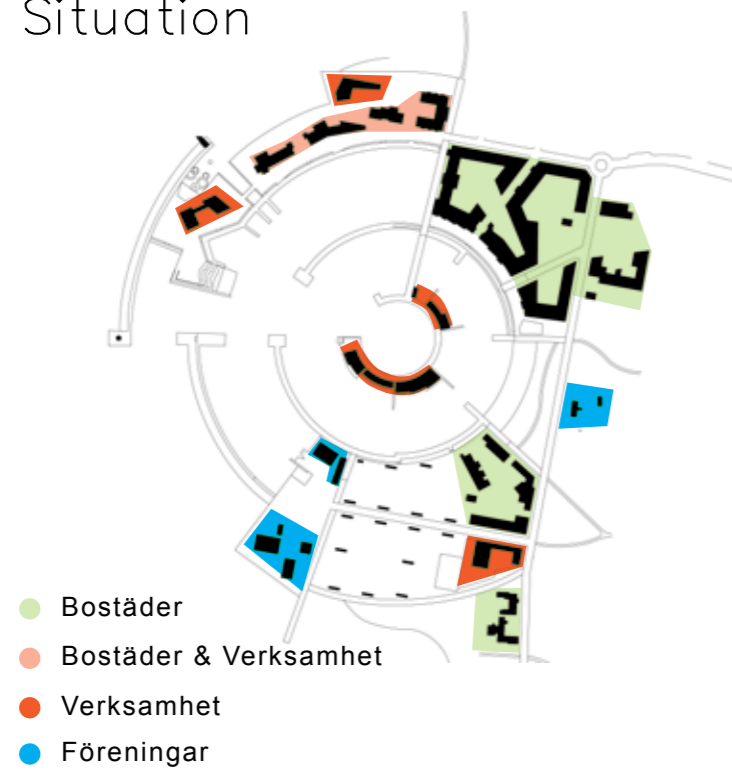 Situation
Bostäder
Bostäder & Verksamhet
Verksamhet
Föreningar